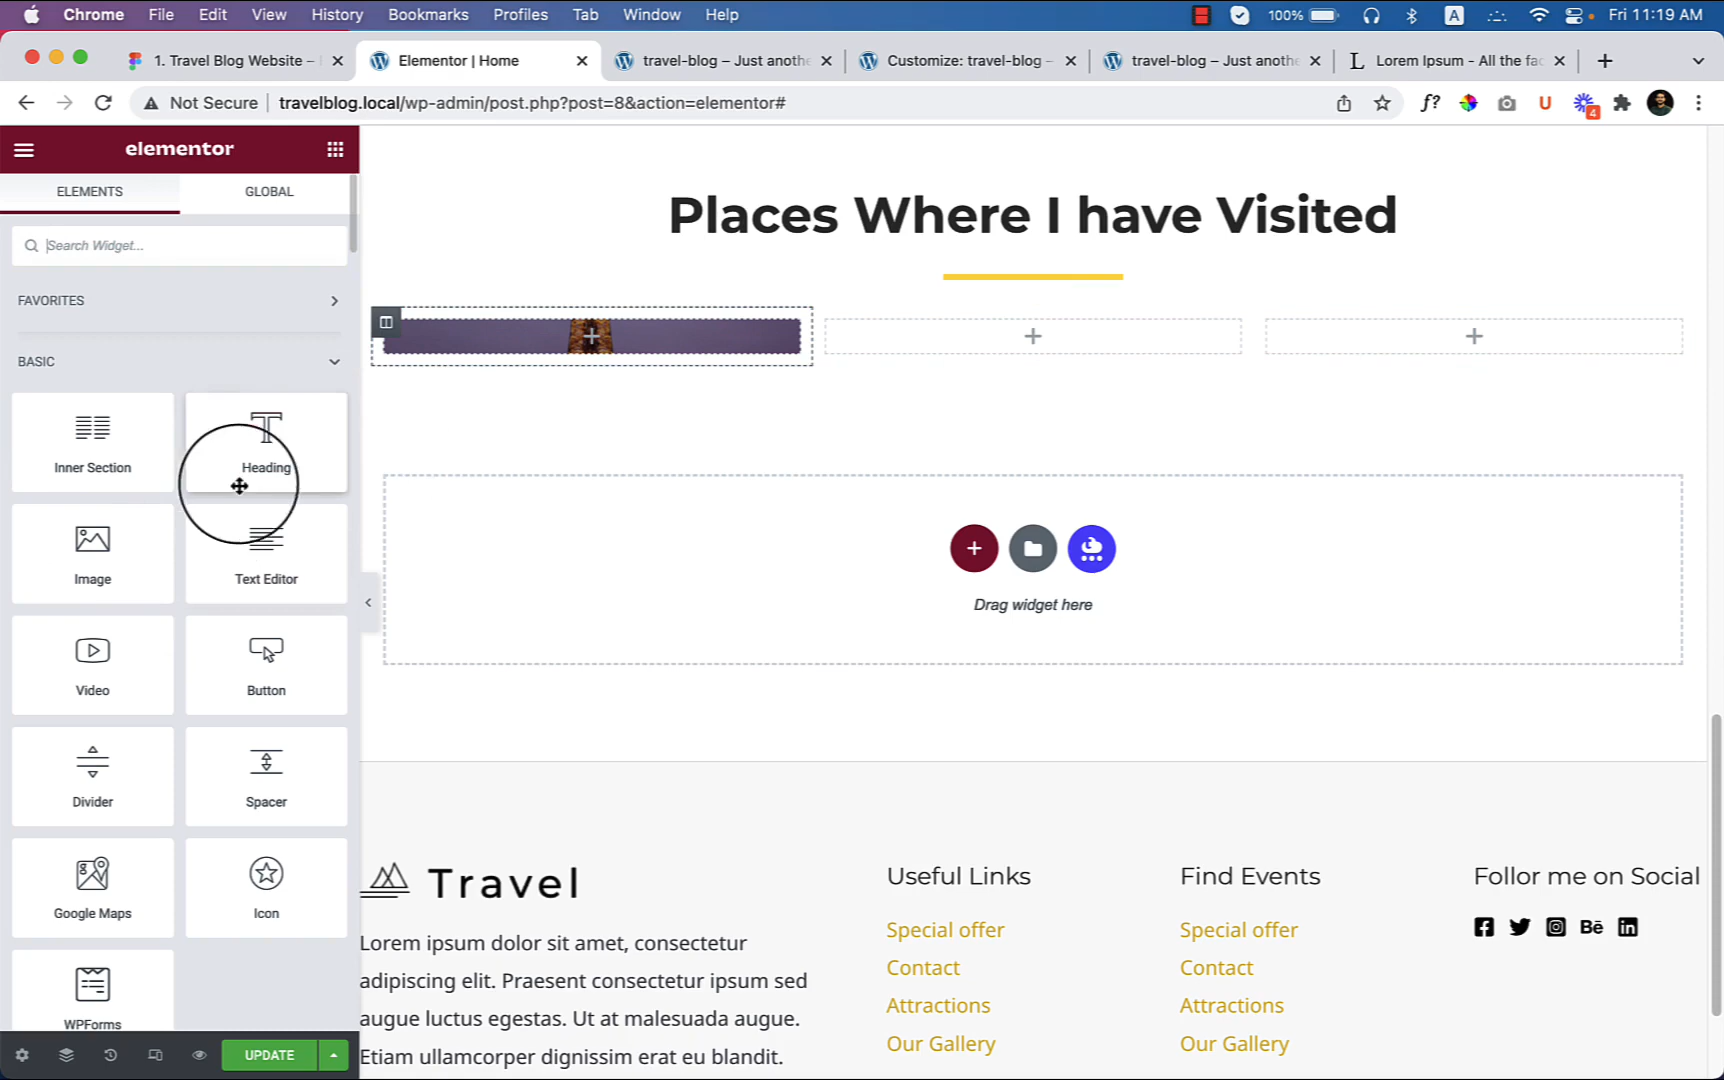 Chrome File Edit View History Bookmarks Profiles Tab Window Help 100% A Fri 11:19 AM
1. Travel Blog Website –
Elementor | Home
travel-blog – Just anothe
Customize: travel-blog –
travel-blog – Just anothe
L Lorem Ipsum - All the fac
Not Secure travelblog.local/wp-admin/post.php?post=8&action=elementor#
f? U 4
elementor
ELEMENTS GLOBAL
Search Widget...
FAVORITES
BASIC
Inner Section
Heading
Image
Text Editor
Video
Button
Divider
Spacer
Google Maps
Icon
WPForms
UPDATE
Places Where I have Visited
Drag widget here
Travel
Lorem ipsum dolor sit amet, consectetur
adipiscing elit. Praesent consectetur ipsum sed
augue luctus egestas. Ut at malesuada augue.
Etiam ullamcorper dignissim erat eu blandit.
Useful Links
Special offer
Contact
Attractions
Our Gallery
Find Events
Special offer
Contact
Attractions
Our Gallery
Follor me on Social
Bē